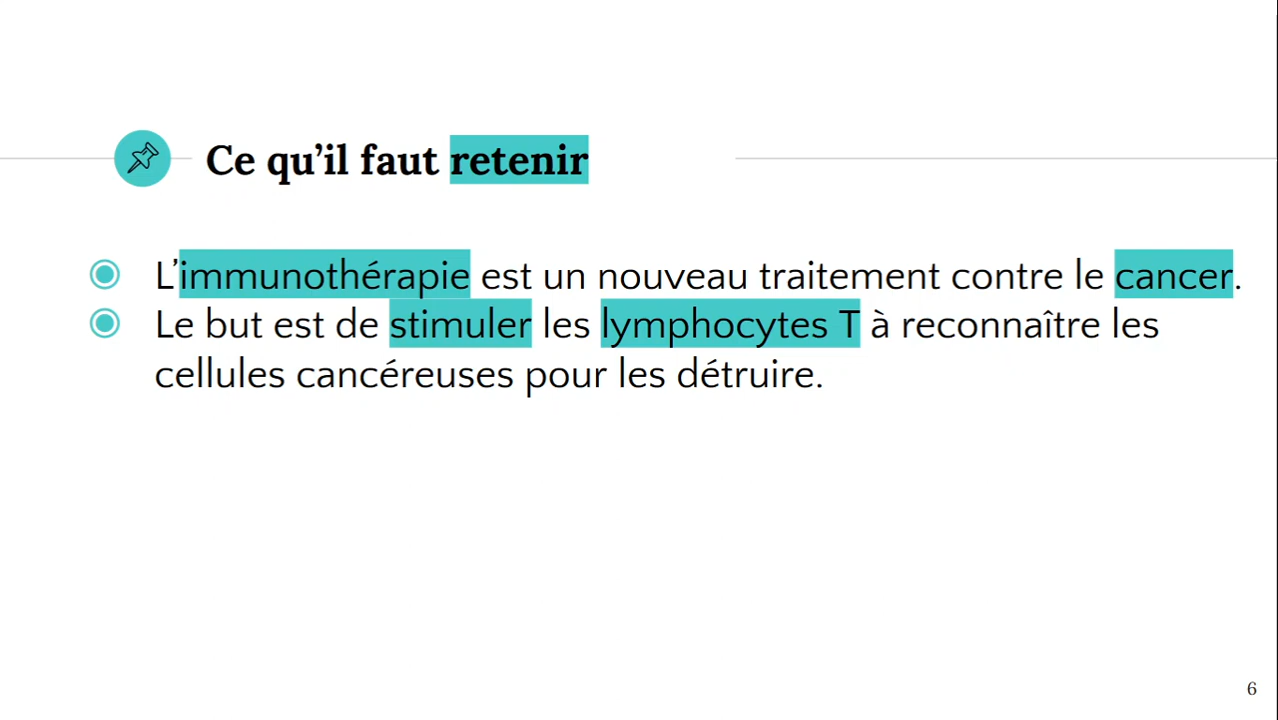 Ce qu’il faut retenir
L’immunothérapie est un nouveau traitement contre le cancer.
Le but est de stimuler les lymphocytes T à reconnaître les
cellules cancéreuses pour les détruire.
6